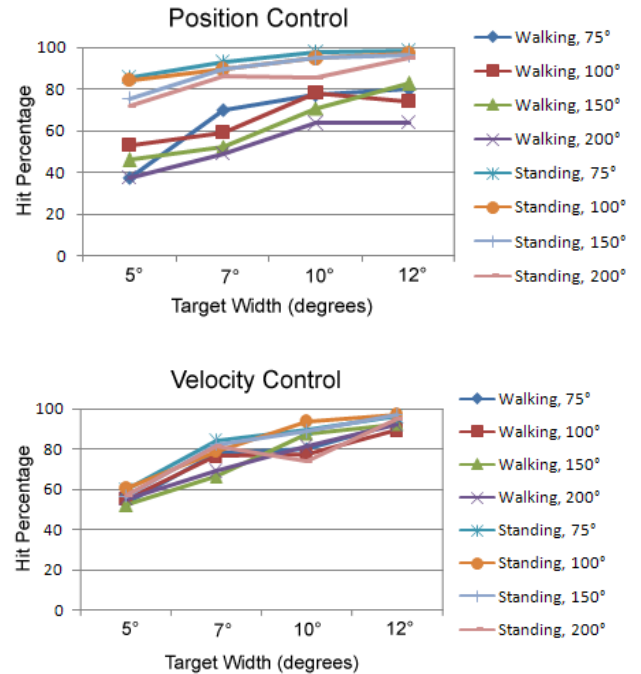 Position Control
100
80
60
40
20
0
Hit Percentage
5° 7° 10° 12°
Target Width (degrees)
Walking, 75°
Walking, 100°
Walking, 150°
Walking, 200°
Standing, 75°
Standing, 100°
Standing, 150°
Standing, 200°
Velocity Control
100
80
60
40
20
0
Hit Percentage
5° 7° 10° 12°
Target Width (degrees)
Walking, 75°
Walking, 100°
Walking, 150°
Walking, 200°
Standing, 75°
Standing, 100°
Standing, 150°
Standing, 200°